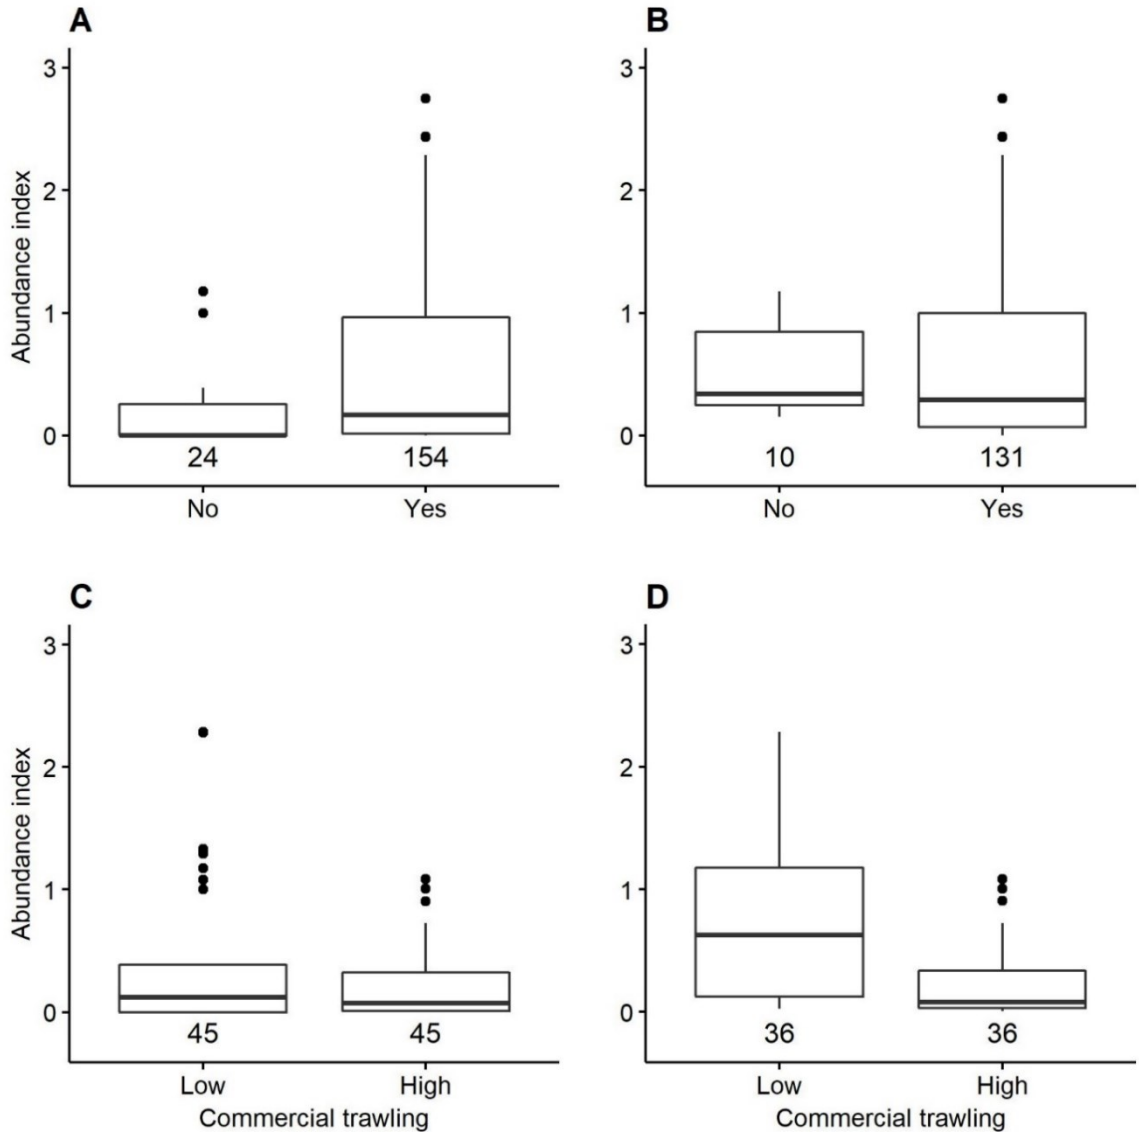 A
3
2
1
0
Abundance index
24
154
No
Yes
B
3
2
1
0
10
131
No
Yes
C
3
2
1
0
Abundance index
45
45
Low
High
Commercial trawling
D
3
2
1
0
36
36
Low
High
Commercial trawling